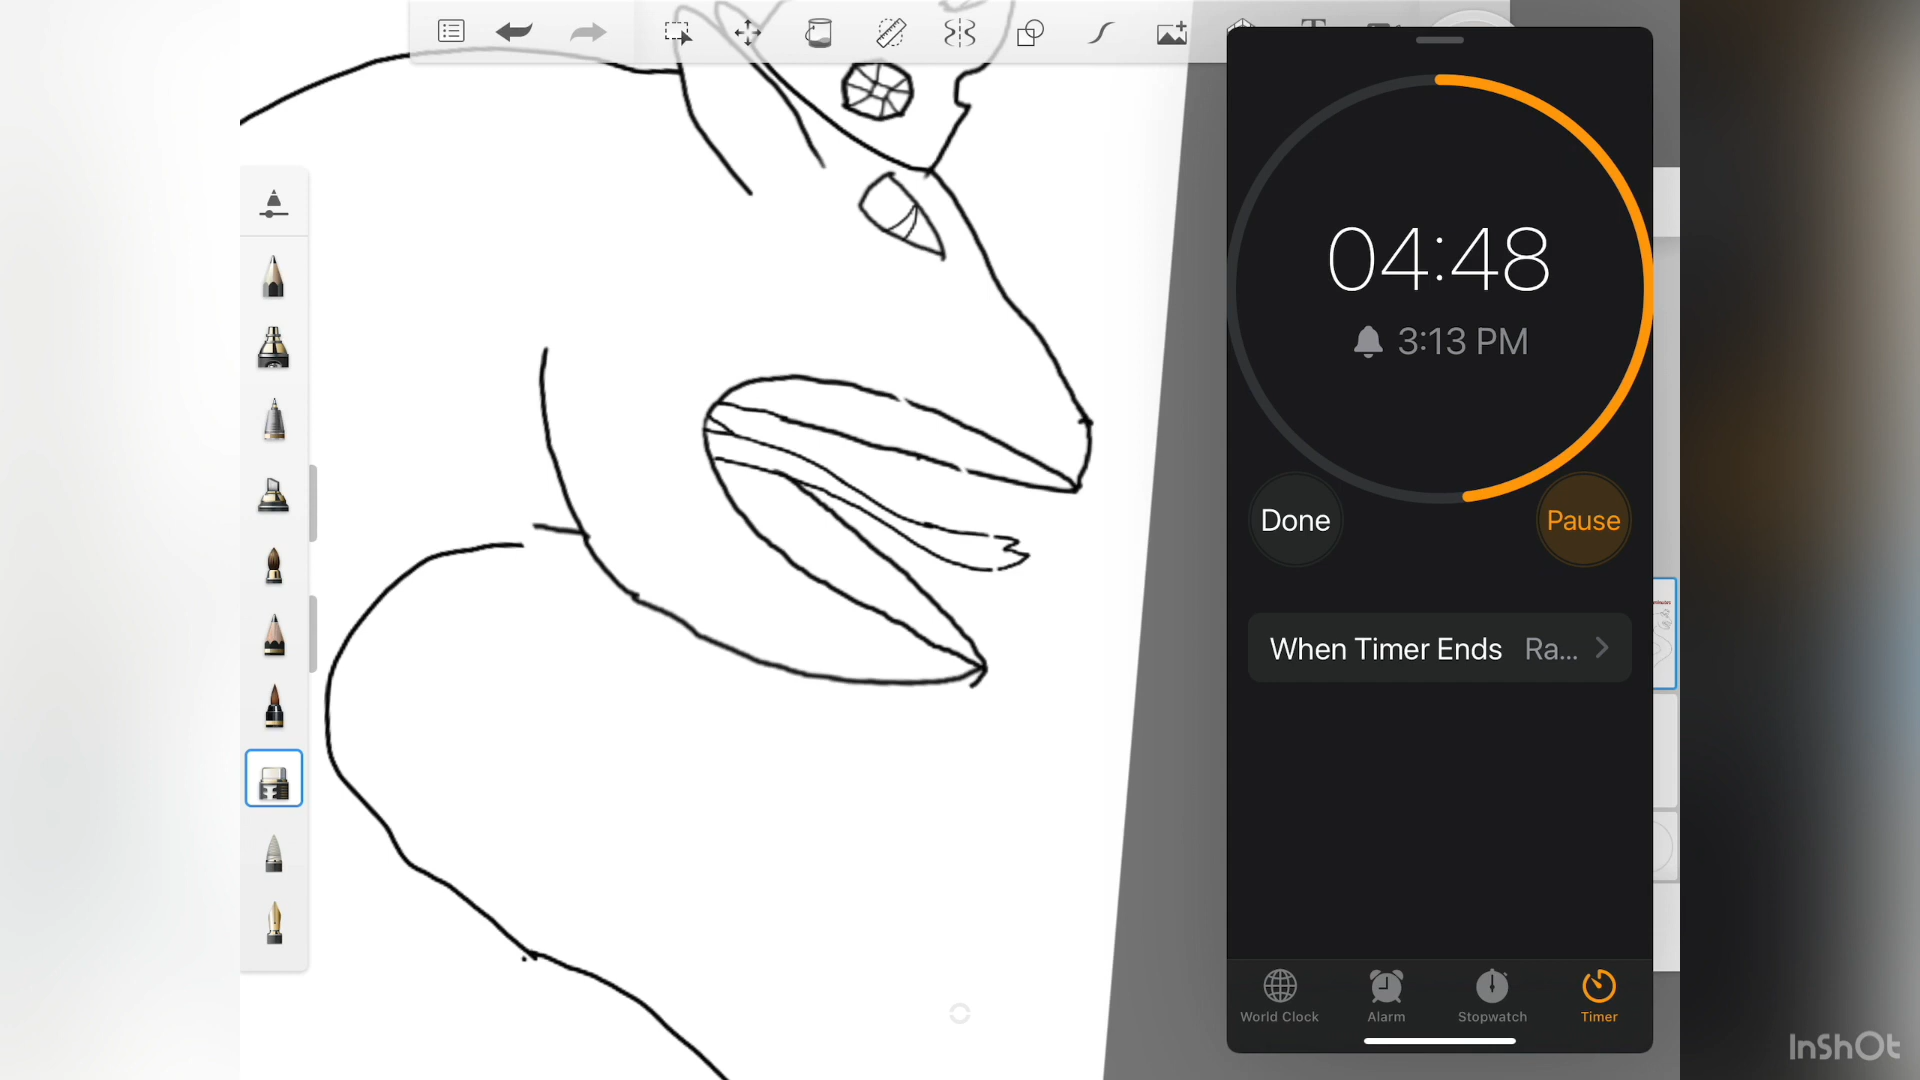 04:48
3:13 PM
Done
Pause
When Timer Ends Ra...
World Clock
Alarm
Stopwatch
Timer
InShOt